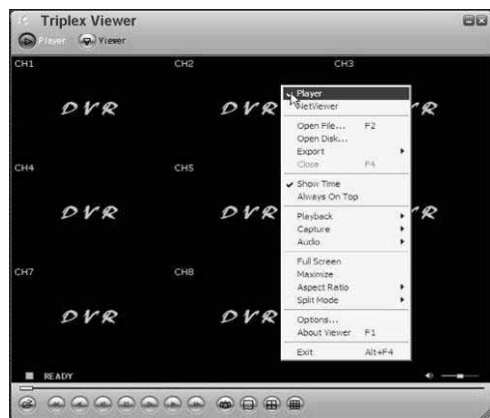 Triplex Viewer
Player Viewer
CH1 CH2 CH3
DVR DVR VR
CH4 CH5
DVR DVR VR
CH7 CH8
DVR DVR
Player
NetViewer
Open File... F2
Open Disk...
Export
Close F4
Show Time
Always On Top
Playback
Capture
Audio
Full Screen
Maximize
Aspect Ratio
Split Mode
Options...
About Viewer F1
Exit Alt+F4
READY